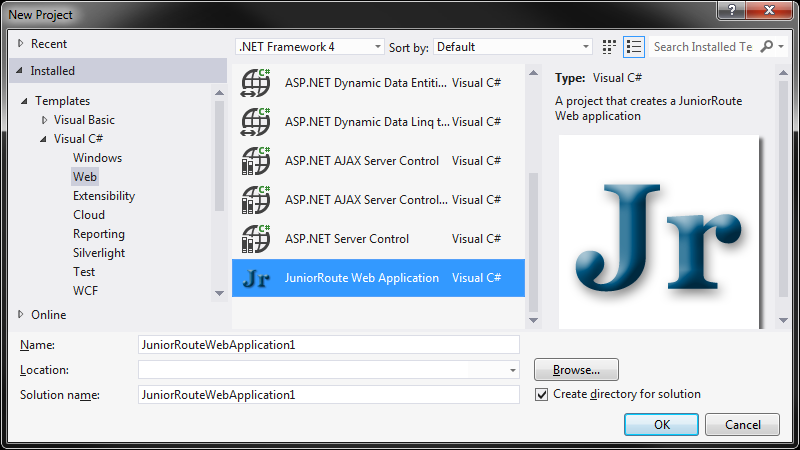 New Project
Recent
.NET Framework 4
Sort by:
Default
Search Installed Te
Installed
Templates
Visual Basic
Visual C#
Windows
Web
Extensibility
Cloud
Reporting
Silverlight
Test
WCF
Online
C# ASP.NET Dynamic Data Entiti... Visual C#
C# ASP.NET Dynamic Data Linq t... Visual C#
C# ASP.NET AJAX Server Control Visual C#
C# ASP.NET AJAX Server Control... Visual C#
C# ASP.NET Server Control Visual C#
Jr JuniorRoute Web Application Visual C#
Type: Visual C#
A project that creates a JuniorRoute
Web application
Jr
Name: JuniorRouteWebApplication1
Location:
Browse...
Solution name: JuniorRouteWebApplication1
Create directory for solution
OK
Cancel